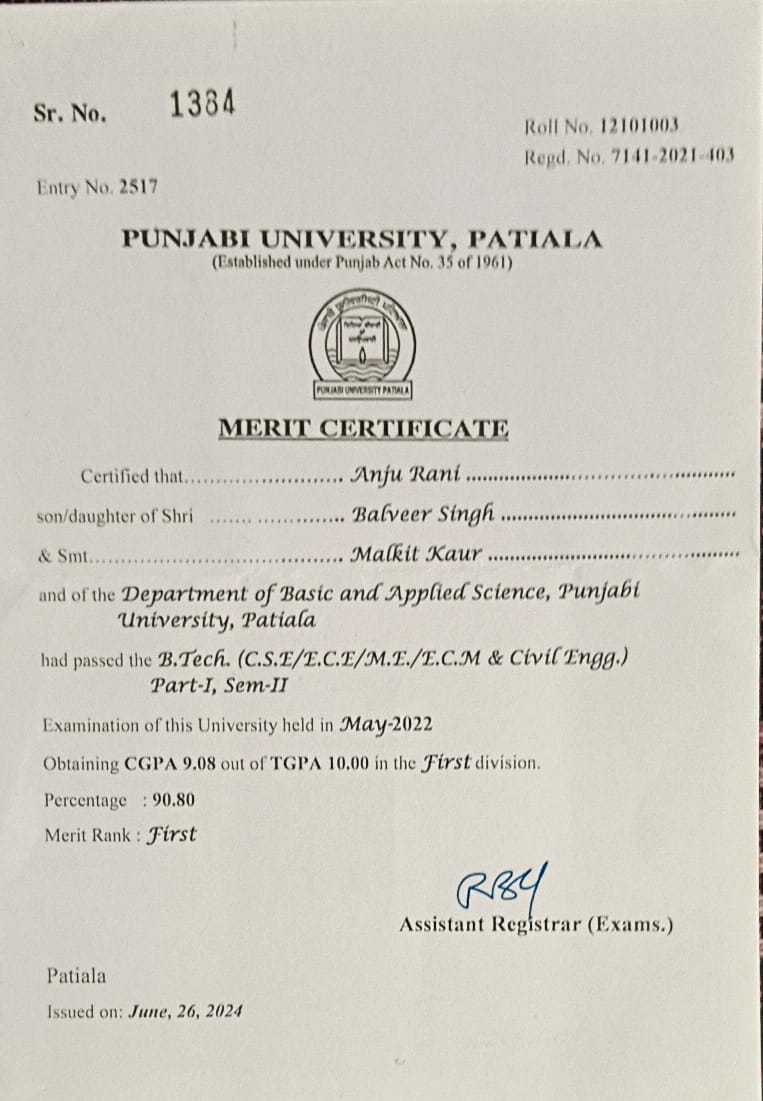 Sr. No. 1384
Roll No. 12101003
Regd. No. 7141-2021-403
Entry No. 2517
PUNJABI UNIVERSITY, PATIALA
(Established under Punjab Act No. 35 of 1961)
ਪੰਜਾਬੀ ਯੂਨੀਵਰਸਿਟੀ ਪਟਿਆਲਾ
PUNJABI UNIVERSITY PATIALA
MERIT CERTIFICATE
Certified that........................ Anju Rani ............................................
son/daughter of Shri ....... .............. Balveer Singh .......................................
& Smt........................................ Malkit Kaur ..........................................
and of the Department of Basic and Applied Science, Punjabi
University, Patiala
had passed the B.Tech. (C.S.E/E.C.E/M.E./E.C.M & Civil Engg.)
Part-I, Sem-II
Examination of this University held in May-2022
Obtaining CGPA 9.08 out of TGPA 10.00 in the First division.
Percentage : 90.80
Merit Rank : First
Assistant Registrar (Exams.)
Patiala
Issued on: June, 26, 2024